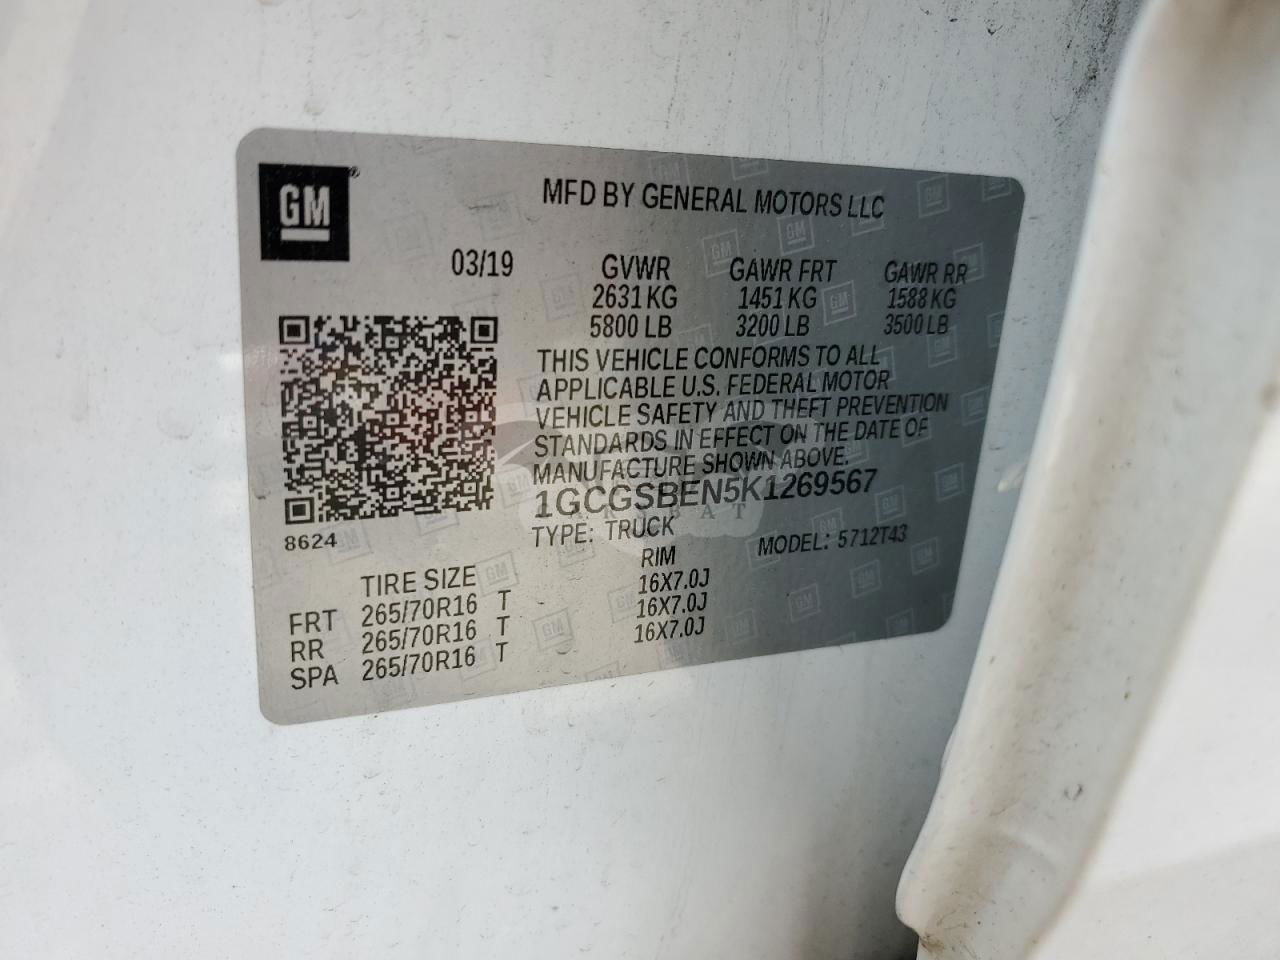 GM
MFD BY GENERAL MOTORS LLC
03/19 GVWR GAWR FRT GAWR RR
2631 KG 1451 KG 1588 KG
5800 LB 3200 LB 3500 LB
THIS VEHICLE CONFORMS TO ALL
APPLICABLE U.S. FEDERAL MOTOR
VEHICLE SAFETY AND THEFT PREVENTION
STANDARDS IN EFFECT ON THE DATE OF
MANUFACTURE SHOWN ABOVE.
1GCGSBEN5K1269567
8624
TYPE: TRUCK MODEL: 5712T43
TIRE SIZE RIM
FRT 265/70R16 T 16X7.0J
RR 265/70R16 T 16X7.0J
SPA 265/70R16 T 16X7.0J